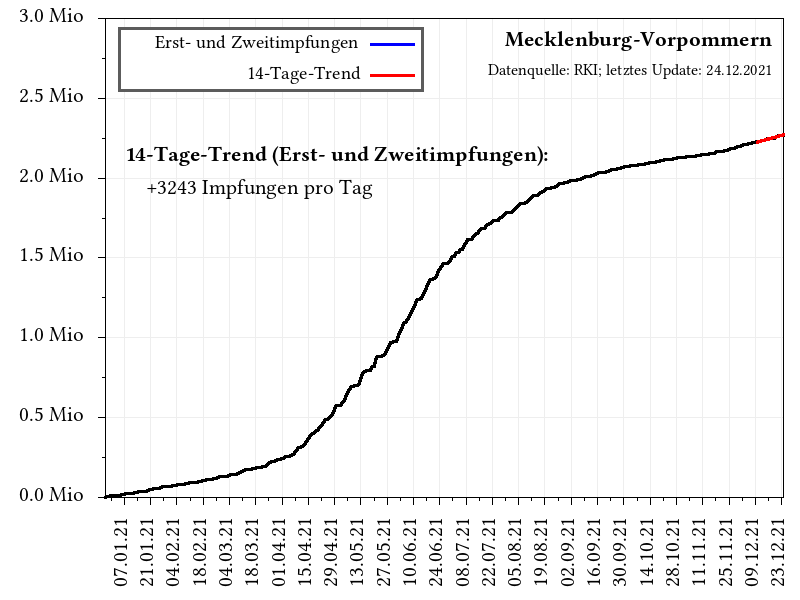 3.0 Mio
2.5 Mio
2.0 Mio
1.5 Mio
1.0 Mio
0.5 Mio
0.0 Mio
Erst- und Zweitimpfungen
14-Tage-Trend
Mecklenburg-Vorpommern
Datenquelle: RKI; letztes Update: 24.12.2021
14-Tage-Trend (Erst- und Zweitimpfungen):
+3243 Impfungen pro Tag
07.01.21
21.01.21
04.02.21
18.02.21
04.03.21
18.03.21
01.04.21
15.04.21
29.04.21
13.05.21
27.05.21
10.06.21
24.06.21
08.07.21
22.07.21
05.08.21
19.08.21
02.09.21
16.09.21
30.09.21
14.10.21
28.10.21
11.11.21
25.11.21
09.12.21
23.12.21